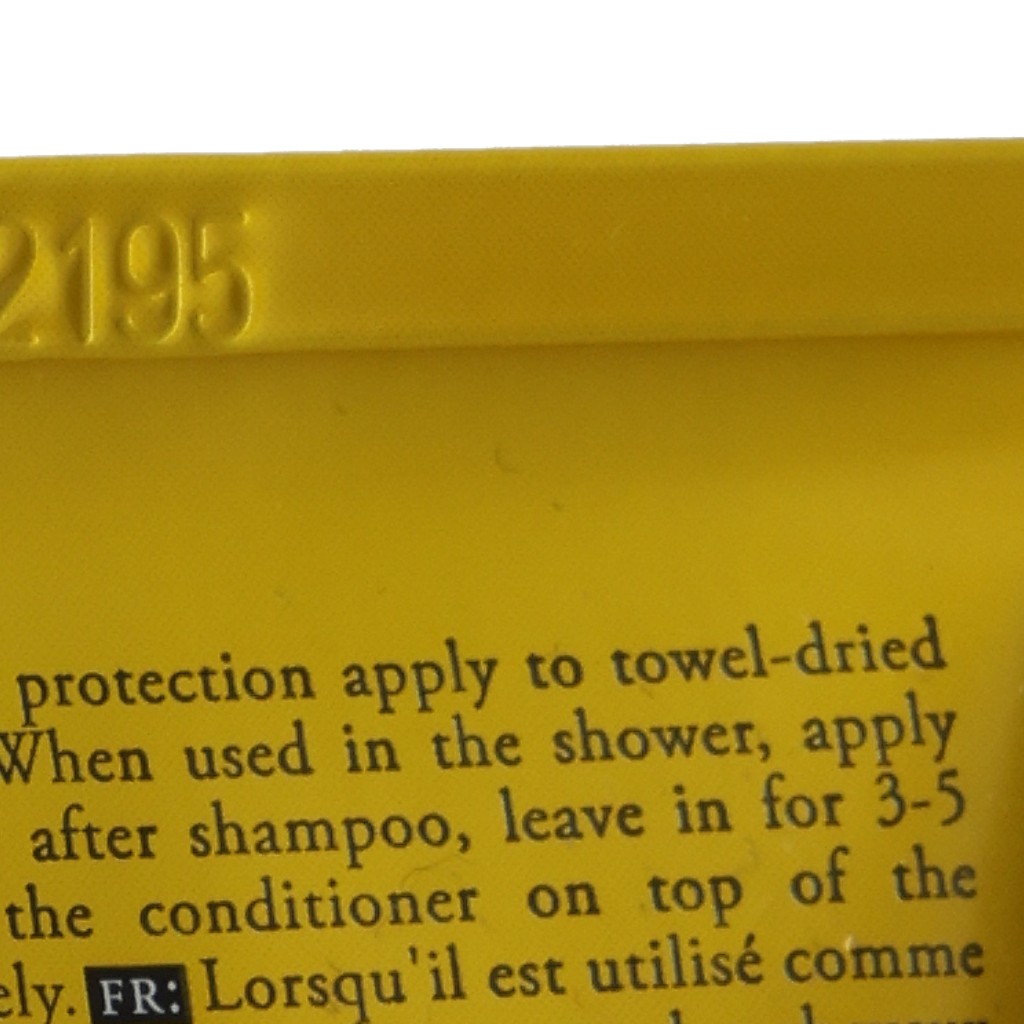 2195
protection apply to towel-dried
When used in the shower, apply
after shampoo, leave in for 3-5
the conditioner on top of the
FR: Lorsqu'il est utilisé comme